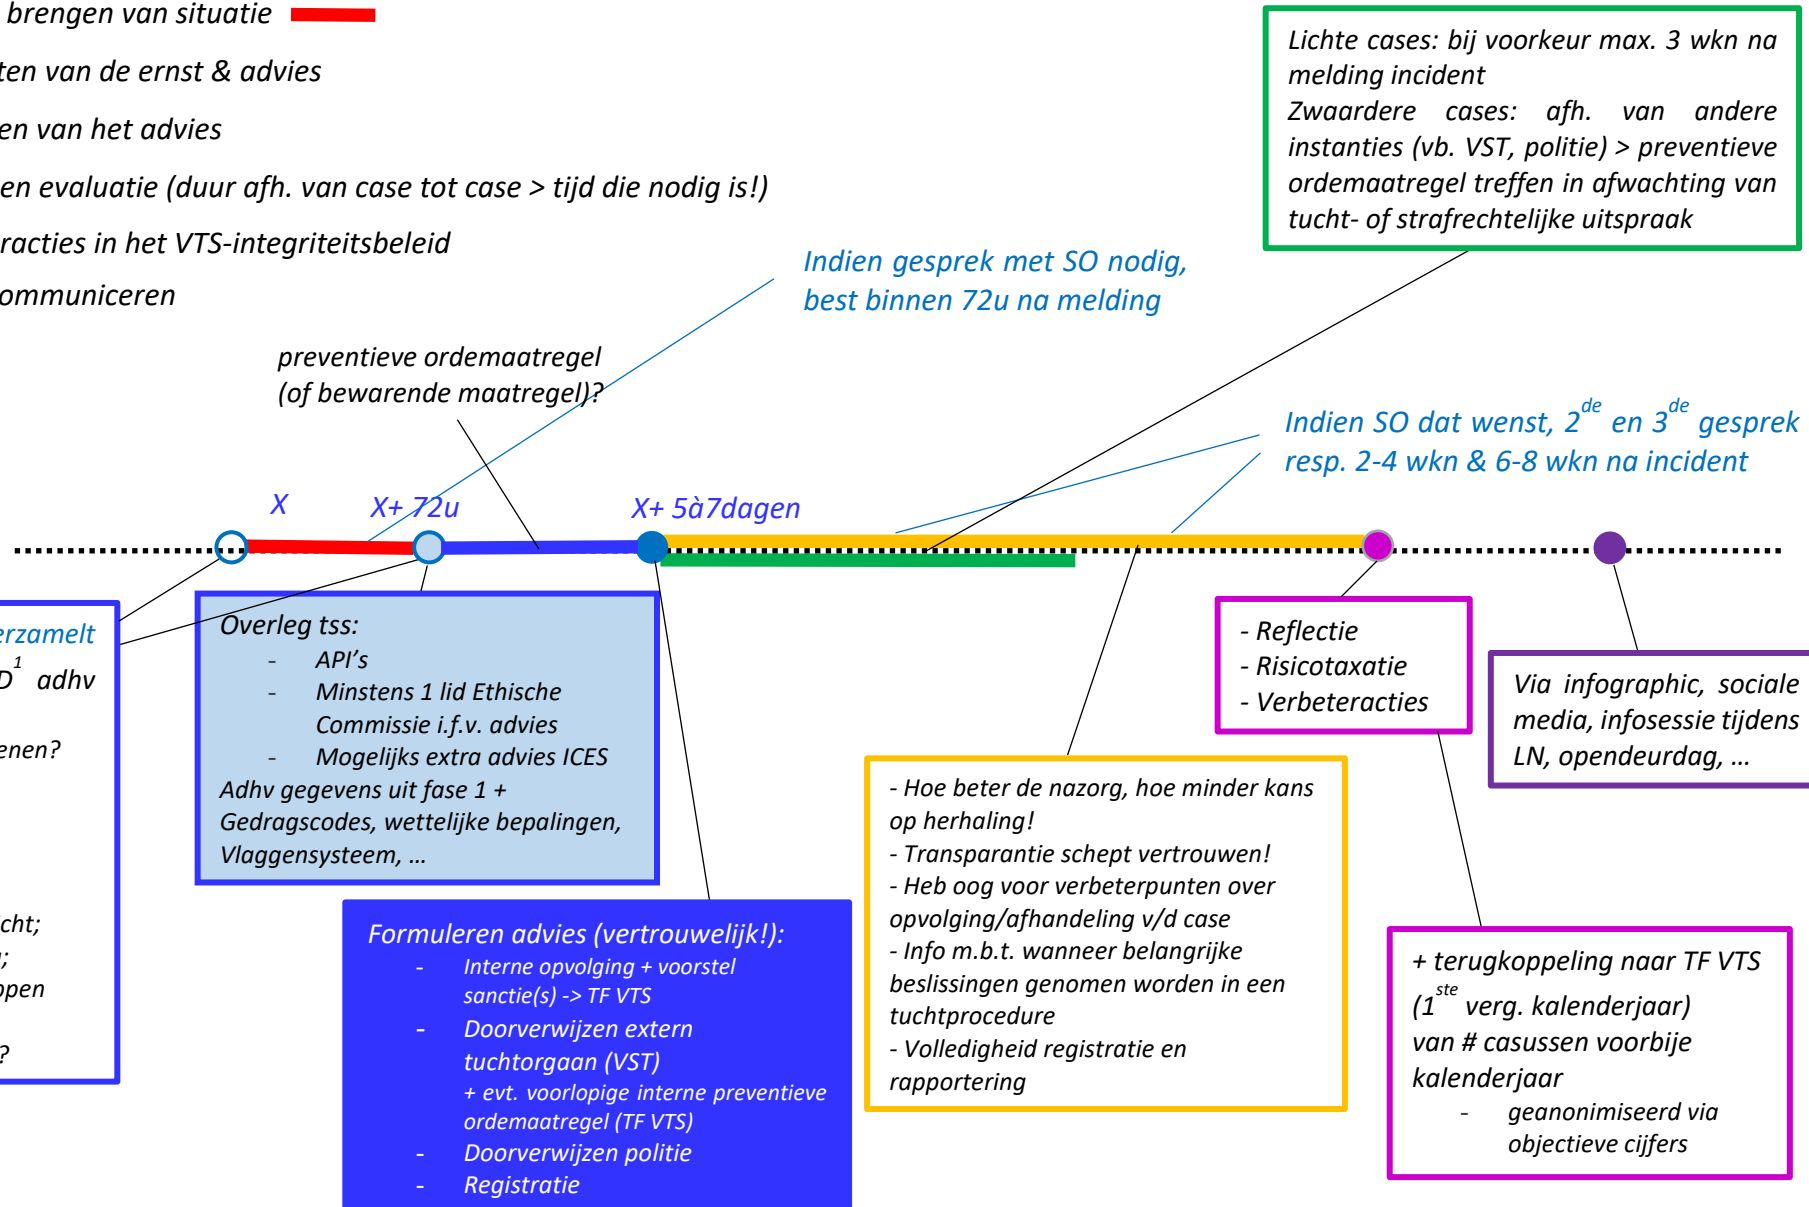 brengen van situatie
ten van de ernst & advies
en van het advies
en evaluatie (duur afh. van case tot case > tijd die nodig is!)
racties in het VTS-integriteitsbeleid
ommuniceren
Lichte cases: bij voorkeur max. 3 wkn na
melding incident
Zwaardere cases: afh. van andere
instanties (vb. VST, politie) > preventieve
ordemaatregel treffen in afwachting van
tucht- of strafrechtelijke uitspraak
Indien gesprek met SO nodig,
best binnen 72u na melding
preventieve ordemaatregel
(of bewarende maatregel)?
Indien SO dat wenst, 2de en 3de gesprek
resp. 2-4 wkn & 6-8 wkn na incident
X
X+ 72u
X+ 5à7dagen
erzamelt
D1 adhv
enen?
cht;
;
ppen
?
Overleg tss:
- API's
- Minstens 1 lid Ethische
Commissie i.f.v. advies
- Mogelijks extra advies ICES
Adhv gegevens uit fase 1 +
Gedragscodes, wettelijke bepalingen,
Vlaggensysteem, ...
Formuleren advies (vertrouwelijk!):
- Interne opvolging + voorstel
sanctie(s) -> TF VTS
- Doorverwijzen extern
tuchtorgaan (VST)
+ evt. voorlopige interne preventieve
ordemaatregel (TF VTS)
- Doorverwijzen politie
- Registratie
- Hoe beter de nazorg, hoe minder kans
op herhaling!
- Transparantie schept vertrouwen!
- Heb oog voor verbeterpunten over
opvolging/afhandeling v/d case
- Info m.b.t. wanneer belangrijke
beslissingen genomen worden in een
tuchtprocedure
- Volledigheid registratie en
rapportering
- Reflectie
- Risicotaxatie
- Verbeteracties
Via infographic, sociale
media, infosessie tijdens
LN, opendeurdag, ...
+ terugkoppeling naar TF VTS
(1ste verg. kalenderjaar)
van # casussen voorbije
kalenderjaar
- geanonimiseerd via
objectieve cijfers